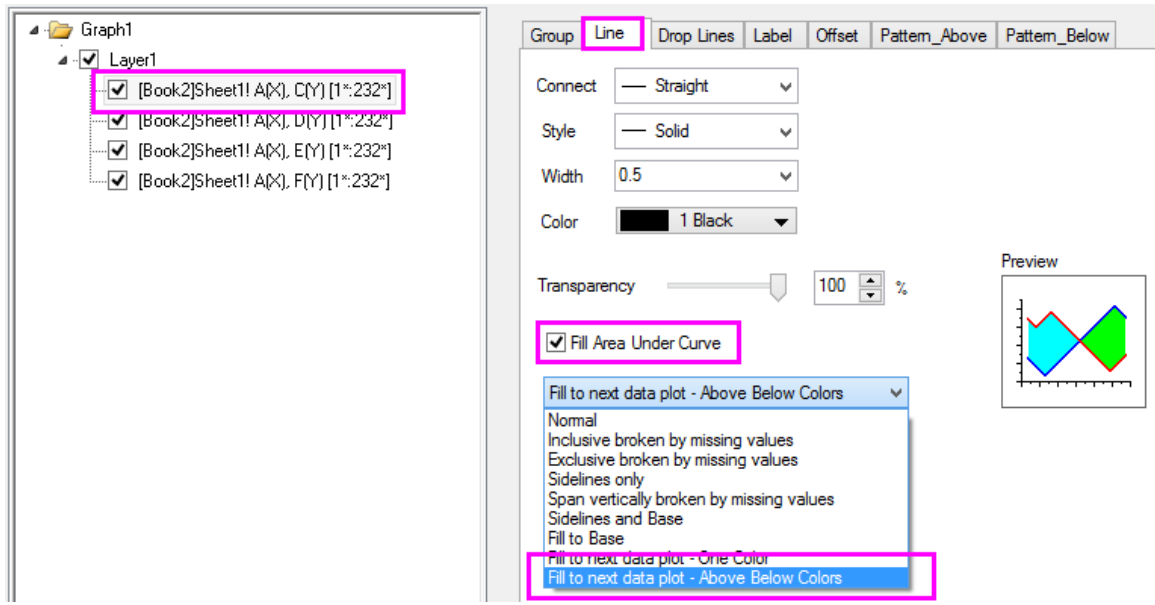 Graph1
Layer1
[Book2]Sheet1! A(X), C(Y) [1*:232*]
[Book2]Sheet1! A(X), D(Y) [1*:232*]
[Book2]Sheet1! A(X), E(Y) [1*:232*]
[Book2]Sheet1! A(X), F(Y) [1*:232*]
Group Line Drop Lines Label Offset Pattern_Above Pattern_Below
Connect Straight
Style Solid
Width 0.5
Color 1 Black
Transparency 100 %
Preview
Fill Area Under Curve
Fill to next data plot - Above Below Colors
Normal
Inclusive broken by missing values
Exclusive broken by missing values
Sidelines only
Span vertically broken by missing values
Sidelines and Base
Fill to Base
Fill to next data plot - One Color
Fill to next data plot - Above Below Colors